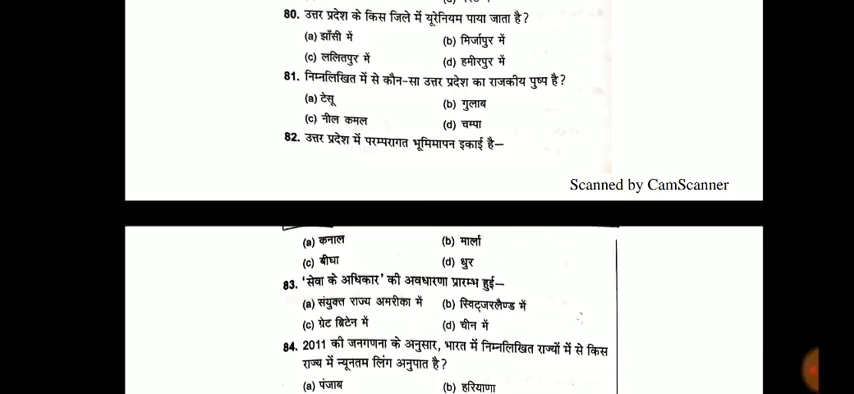 80. उत्तर प्रदेश के किस जिले में यूरेनियम पाया जाता है?
(a) झाँसी में (b) मिर्जापुर में
(c) ललितपुर में (d) हमीरपुर में
81. निम्नलिखित में से कौन-सा उत्तर प्रदेश का राजकीय पुष्प है?
(a) टेसू (b) गुलाब
(c) नील कमल (d) चम्पा
82. उत्तर प्रदेश में परम्परागत भूमिमापन इकाई है—
Scanned by CamScanner
(a) कनाल (b) मार्ला
(c) बीघा (d) धुर
83. 'सेवा के अधिकार' की अवधारणा प्रारम्भ हुई—
(a) संयुक्त राज्य अमरीका में (b) स्विट्जरलैण्ड में
(c) ग्रेट ब्रिटेन में (d) चीन में
84. 2011 की जनगणना के अनुसार, भारत में निम्नलिखित राज्यों में से किस
राज्य में न्यूनतम लिंग अनुपात है?
(a) पंजाब (b) हरियाणा